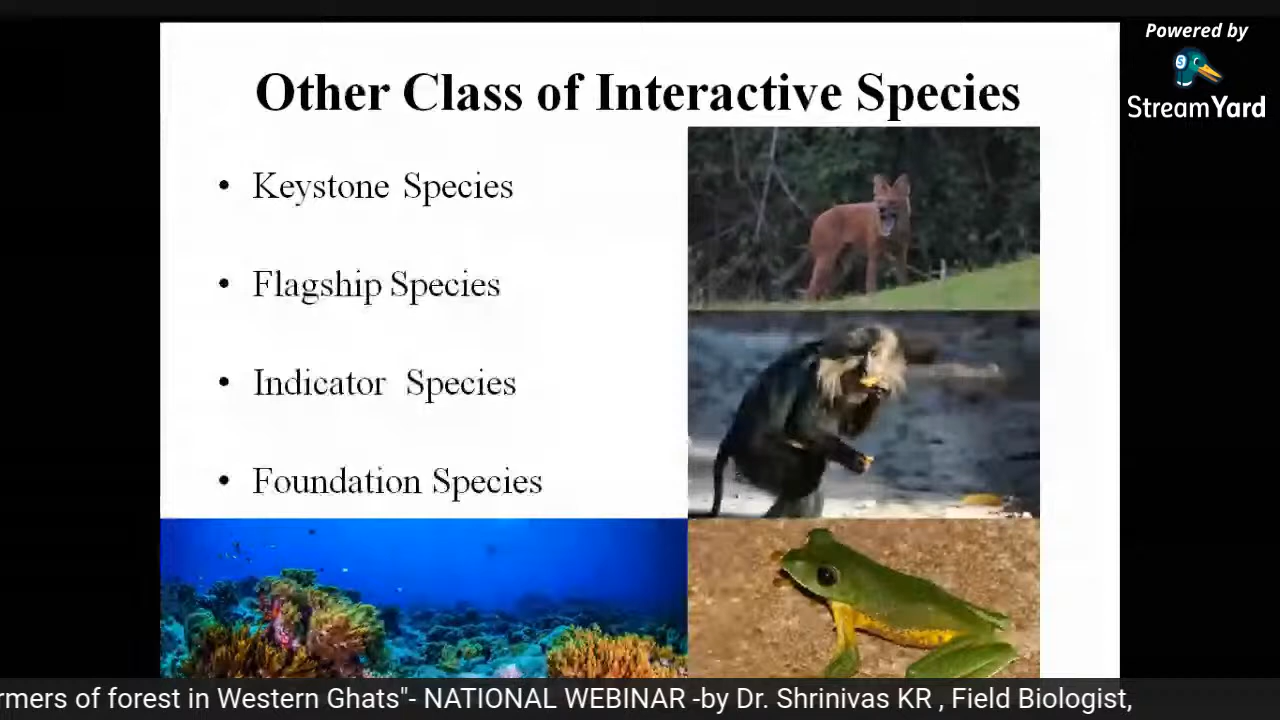 Powered by
StreamYard
Other Class of Interactive Species
• Keystone Species
• Flagship Species
• Indicator Species
• Foundation Species
rmers of forest in Western Ghats"- NATIONAL WEBINAR -by Dr. Shrinivas KR , Field Biologist,